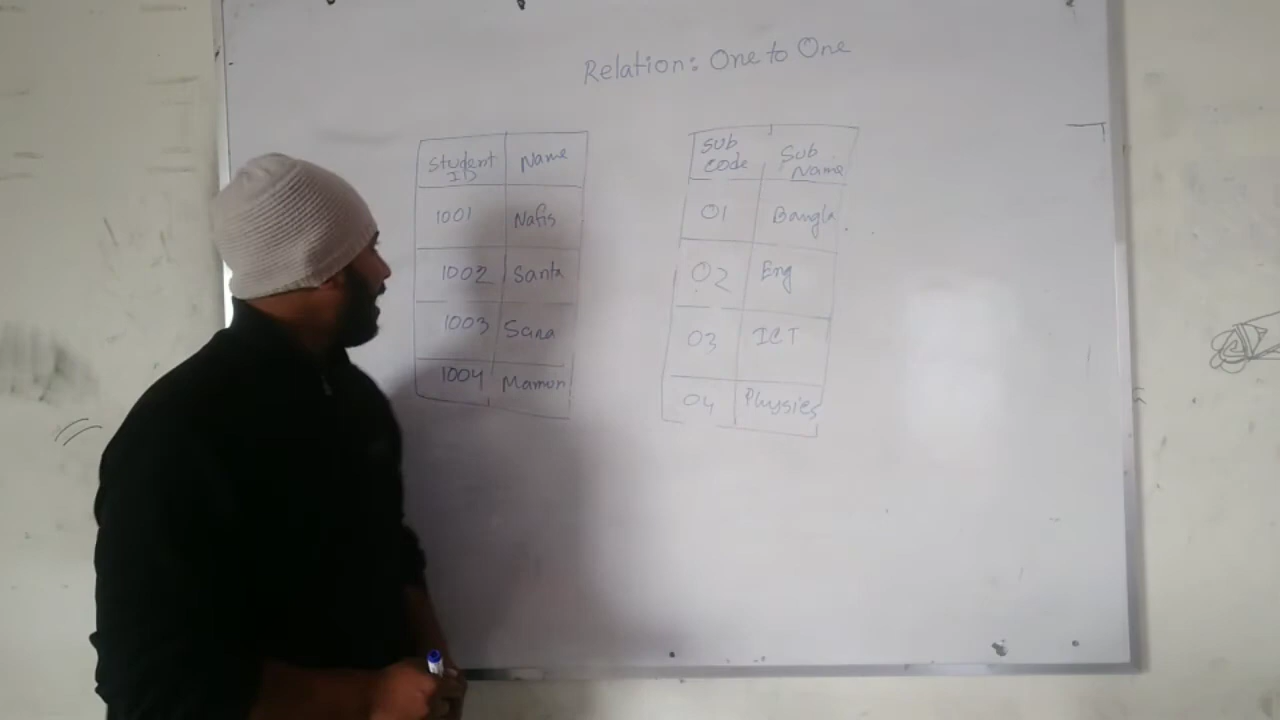 Relation: One to One
Student ID Name
1001 Nafis
1002 Santa
1003 Sana
1004 Mamon
Sub Code Sub Name
01 Bangla
02 Eng
03 ICT
04 Physics